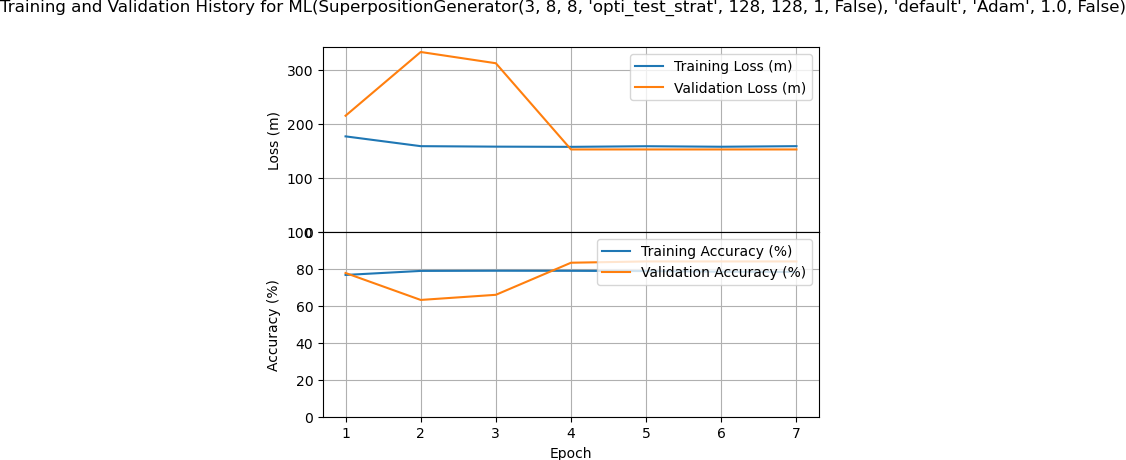 Training and Validation History for ML(SuperpositionGenerator(3, 8, 8, 'opti_test_strat', 128, 128, 1, False), 'default', 'Adam', 1.0, False)
300
200
100
0
Loss (m)
Training Loss (m)
Validation Loss (m)
100
80
60
40
20
0
Accuracy (%)
Training Accuracy (%)
Validation Accuracy (%)
1 2 3 4 5 6 7
Epoch